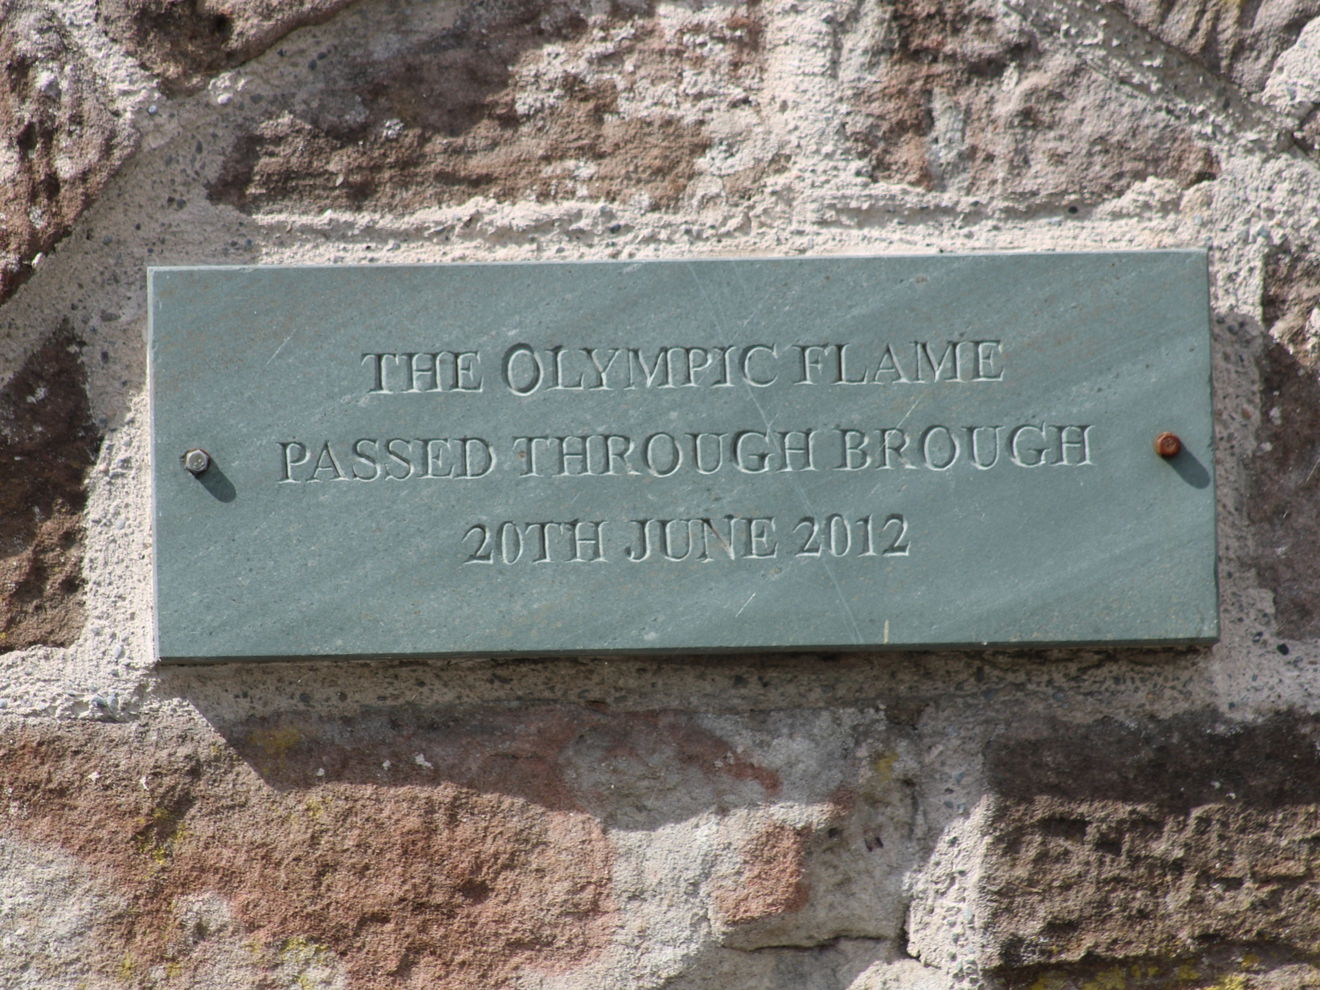 THE OLYMPIC FLAME
PASSED THROUGH BROUGH
20TH JUNE 2012